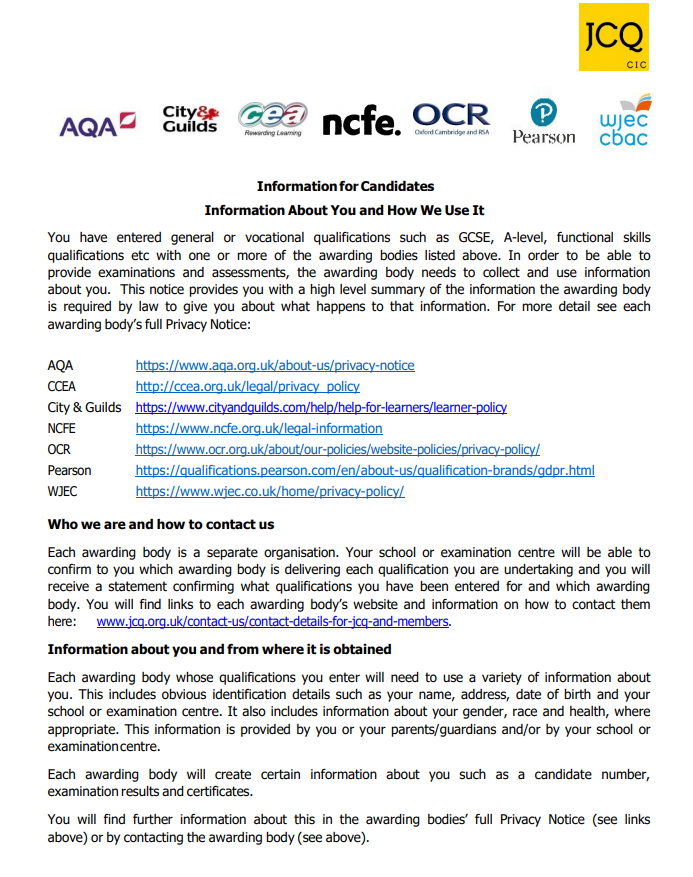 JCQ
CIC
AQA
City&
Guilds
cea
Rewarding Learning
ncfe.
OCR
Oxford Cambridge and RSA
Pearson
wjec
cbac
Information for Candidates
Information About You and How We Use It
You have entered general or vocational qualifications such as GCSE, A-level, functional skills
qualifications etc with one or more of the awarding bodies listed above. In order to be able to
provide examinations and assessments, the awarding body needs to collect and use information
about you. This notice provides you with a high level summary of the information the awarding body
is required by law to give you about what happens to that information. For more detail see each
awarding body's full Privacy Notice:
AQA https://www.aqa.org.uk/about-us/privacy-notice
CCEA http://ccea.org.uk/legal/privacy_policy
City & Guilds https://www.cityandguilds.com/help/help-for-learners/learner-policy
NCFE https://www.ncfe.org.uk/legal-information
OCR https://www.ocr.org.uk/about/our-policies/website-policies/privacy-policy/
Pearson https://qualifications.pearson.com/en/about-us/qualification-brands/gdpr.html
WJEC https://www.wjec.co.uk/home/privacy-policy/
Who we are and how to contact us
Each awarding body is a separate organisation. Your school or examination centre will be able to
confirm to you which awarding body is delivering each qualification you are undertaking and you will
receive a statement confirming what qualifications you have been entered for and which awarding
body. You will find links to each awarding body's website and information on how to contact them
here: www.jcq.org.uk/contact-us/contact-details-for-jcq-and-members.
Information about you and from where it is obtained
Each awarding body whose qualifications you enter will need to use a variety of information about
you. This includes obvious identification details such as your name, address, date of birth and your
school or examination centre. It also includes information about your gender, race and health, where
appropriate. This information is provided by you or your parents/guardians and/or by your school or
examination centre.
Each awarding body will create certain information about you such as a candidate number,
examination results and certificates.
You will find further information about this in the awarding bodies' full Privacy Notice (see links
above) or by contacting the awarding body (see above).